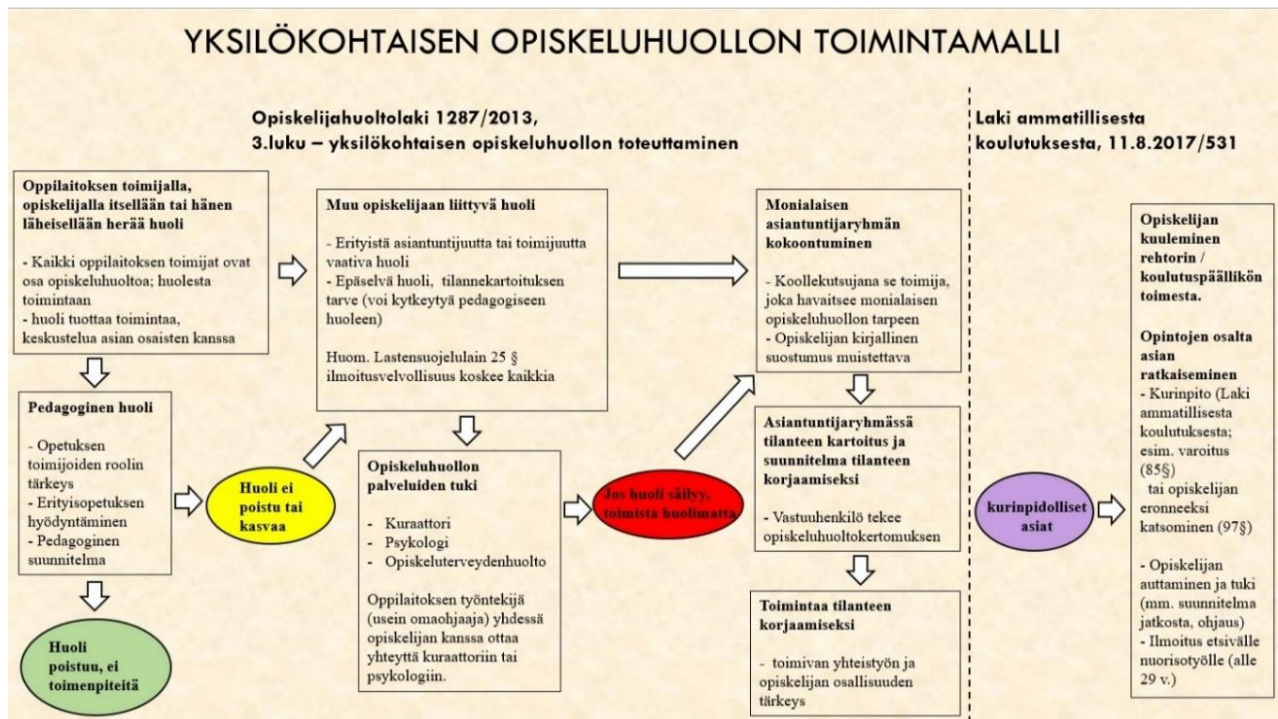 YKSILÖKOHTAISEN OPISKELUHUOLLON TOIMINTAMALLI
Opiskelijahuoltolaki 1287/2013,
3.luku – yksilökohtaisen opiskeluhuollon toteuttaminen
Laki ammatillisesta
koulutuksesta, 11.8.2017/531
Oppilaitoksen toimijalla,
opiskelijalla itsellään tai hänen
läheisellään herää huoli
- Kaikki oppilaitoksen toimijat ovat
osa opiskeluhuoltoa; huolesta
toimintaan
- huoli tuottaa toimintaa,
keskustelua asian osaisten kanssa
Pedagoginen huoli
- Opetuksen
toimijoiden roolin
tärkeys
- Erityisopetuksen
hyödyntäminen
- Pedagoginen
suunnitelma
Huoli
poistuu, ei
toimenpiteitä
Huoli ei
poistu tai
kasvaa
Muu opiskelijaan liittyvä huoli
- Erityistä asiantuntijuutta tai toimijuutta
vaativa huoli
- Epäselvä huoli, tilannekartoituksen
tarve (voi kytkeytyä pedagogiseen
huoleen)
Huom. Lastensuojelulain 25 §
ilmoitusvelvollisuus koskee kaikkia
Opiskeluhuollon
palveluiden tuki
- Kuraattori
- Psykologi
- Opiskeluterveydenhuolto
Oppilaitoksen työntekijä
(usein omaohjaaja) yhdessä
opiskelijan kanssa ottaa
yhteyttä kuraattoriin tai
psykologiin.
Jos huoli säilyy,
toimista huolimatta
Monialaisen
asiantuntijaryhmän
kokoontuminen
- Koollekutsujana se toimija,
joka havaitsee monialaisen
opiskeluhuollon tarpeen
- Opiskelijan kirjallinen
suostumus muistettava
Asiantuntijaryhmässä
tilanteen kartoitus ja
suunnitelma tilanteen
korjaamiseksi
- Vastuuhenkilö tekee
opiskeluhuoltokertomuksen
Toimintaa tilanteen
korjaamiseksi
- toimivan yhteistyön ja
opiskelijan osallisuuden
tärkeys
kurinpidolliset
asiat
Opiskelijan
kuuleminen
rehtorin /
koulutuspäällikön
toimesta.
Opintojen osalta
asian
ratkaiseminen
- Kurinpito (Laki
ammatillisesta
koulutuksesta;
esim. varoitus
(85§)
tai opiskelijan
eronneeksi
katsominen (97§)
- Opiskelijan
auttaminen ja tuki
(mm. suunnitelma
jatkosta, ohjaus)
- Ilmoitus etsivälle
nuorisotyölle (alle
29 v.)